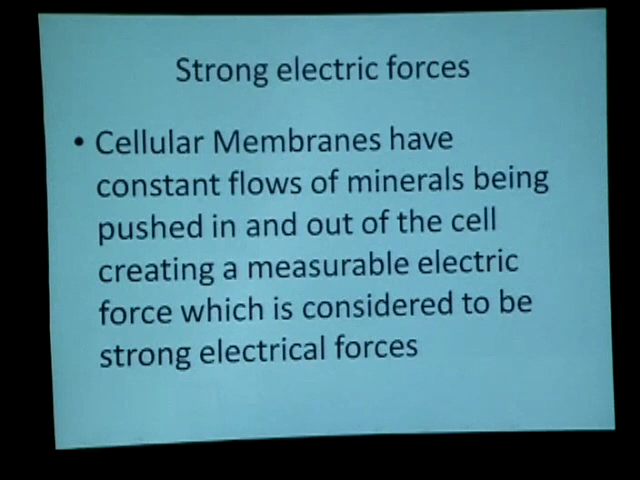 Strong electric forces
• Cellular Membranes have
constant flows of minerals being
pushed in and out of the cell
creating a measurable electric
force which is considered to be
strong electrical forces